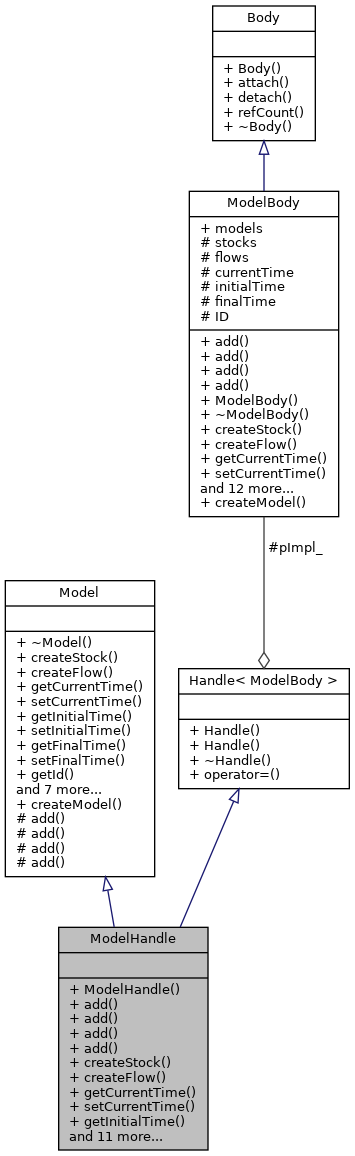 Body
+ Body()
+ attach()
+ detach()
+ refCount()
+ ~Body()
ModelBody
+ models
# stocks
# flows
# currentTime
# initialTime
# finalTime
# ID
+ add()
+ add()
+ add()
+ add()
+ ModelBody()
+ ~ModelBody()
+ createStock()
+ createFlow()
+ getCurrentTime()
+ setCurrentTime()
and 12 more...
+ createModel()
#pImpl_
Model
+ ~Model()
+ createStock()
+ createFlow()
+ getCurrentTime()
+ setCurrentTime()
+ getInitialTime()
+ setInitialTime()
+ getFinalTime()
+ setFinalTime()
+ getId()
and 7 more...
+ createModel()
# add()
# add()
# add()
# add()
Handle< ModelBody >
+ Handle()
+ Handle()
+ ~Handle()
+ operator=()
ModelHandle
+ ModelHandle()
+ add()
+ add()
+ add()
+ add()
+ createStock()
+ createFlow()
+ getCurrentTime()
+ setCurrentTime()
+ getInitialTime()
and 11 more...